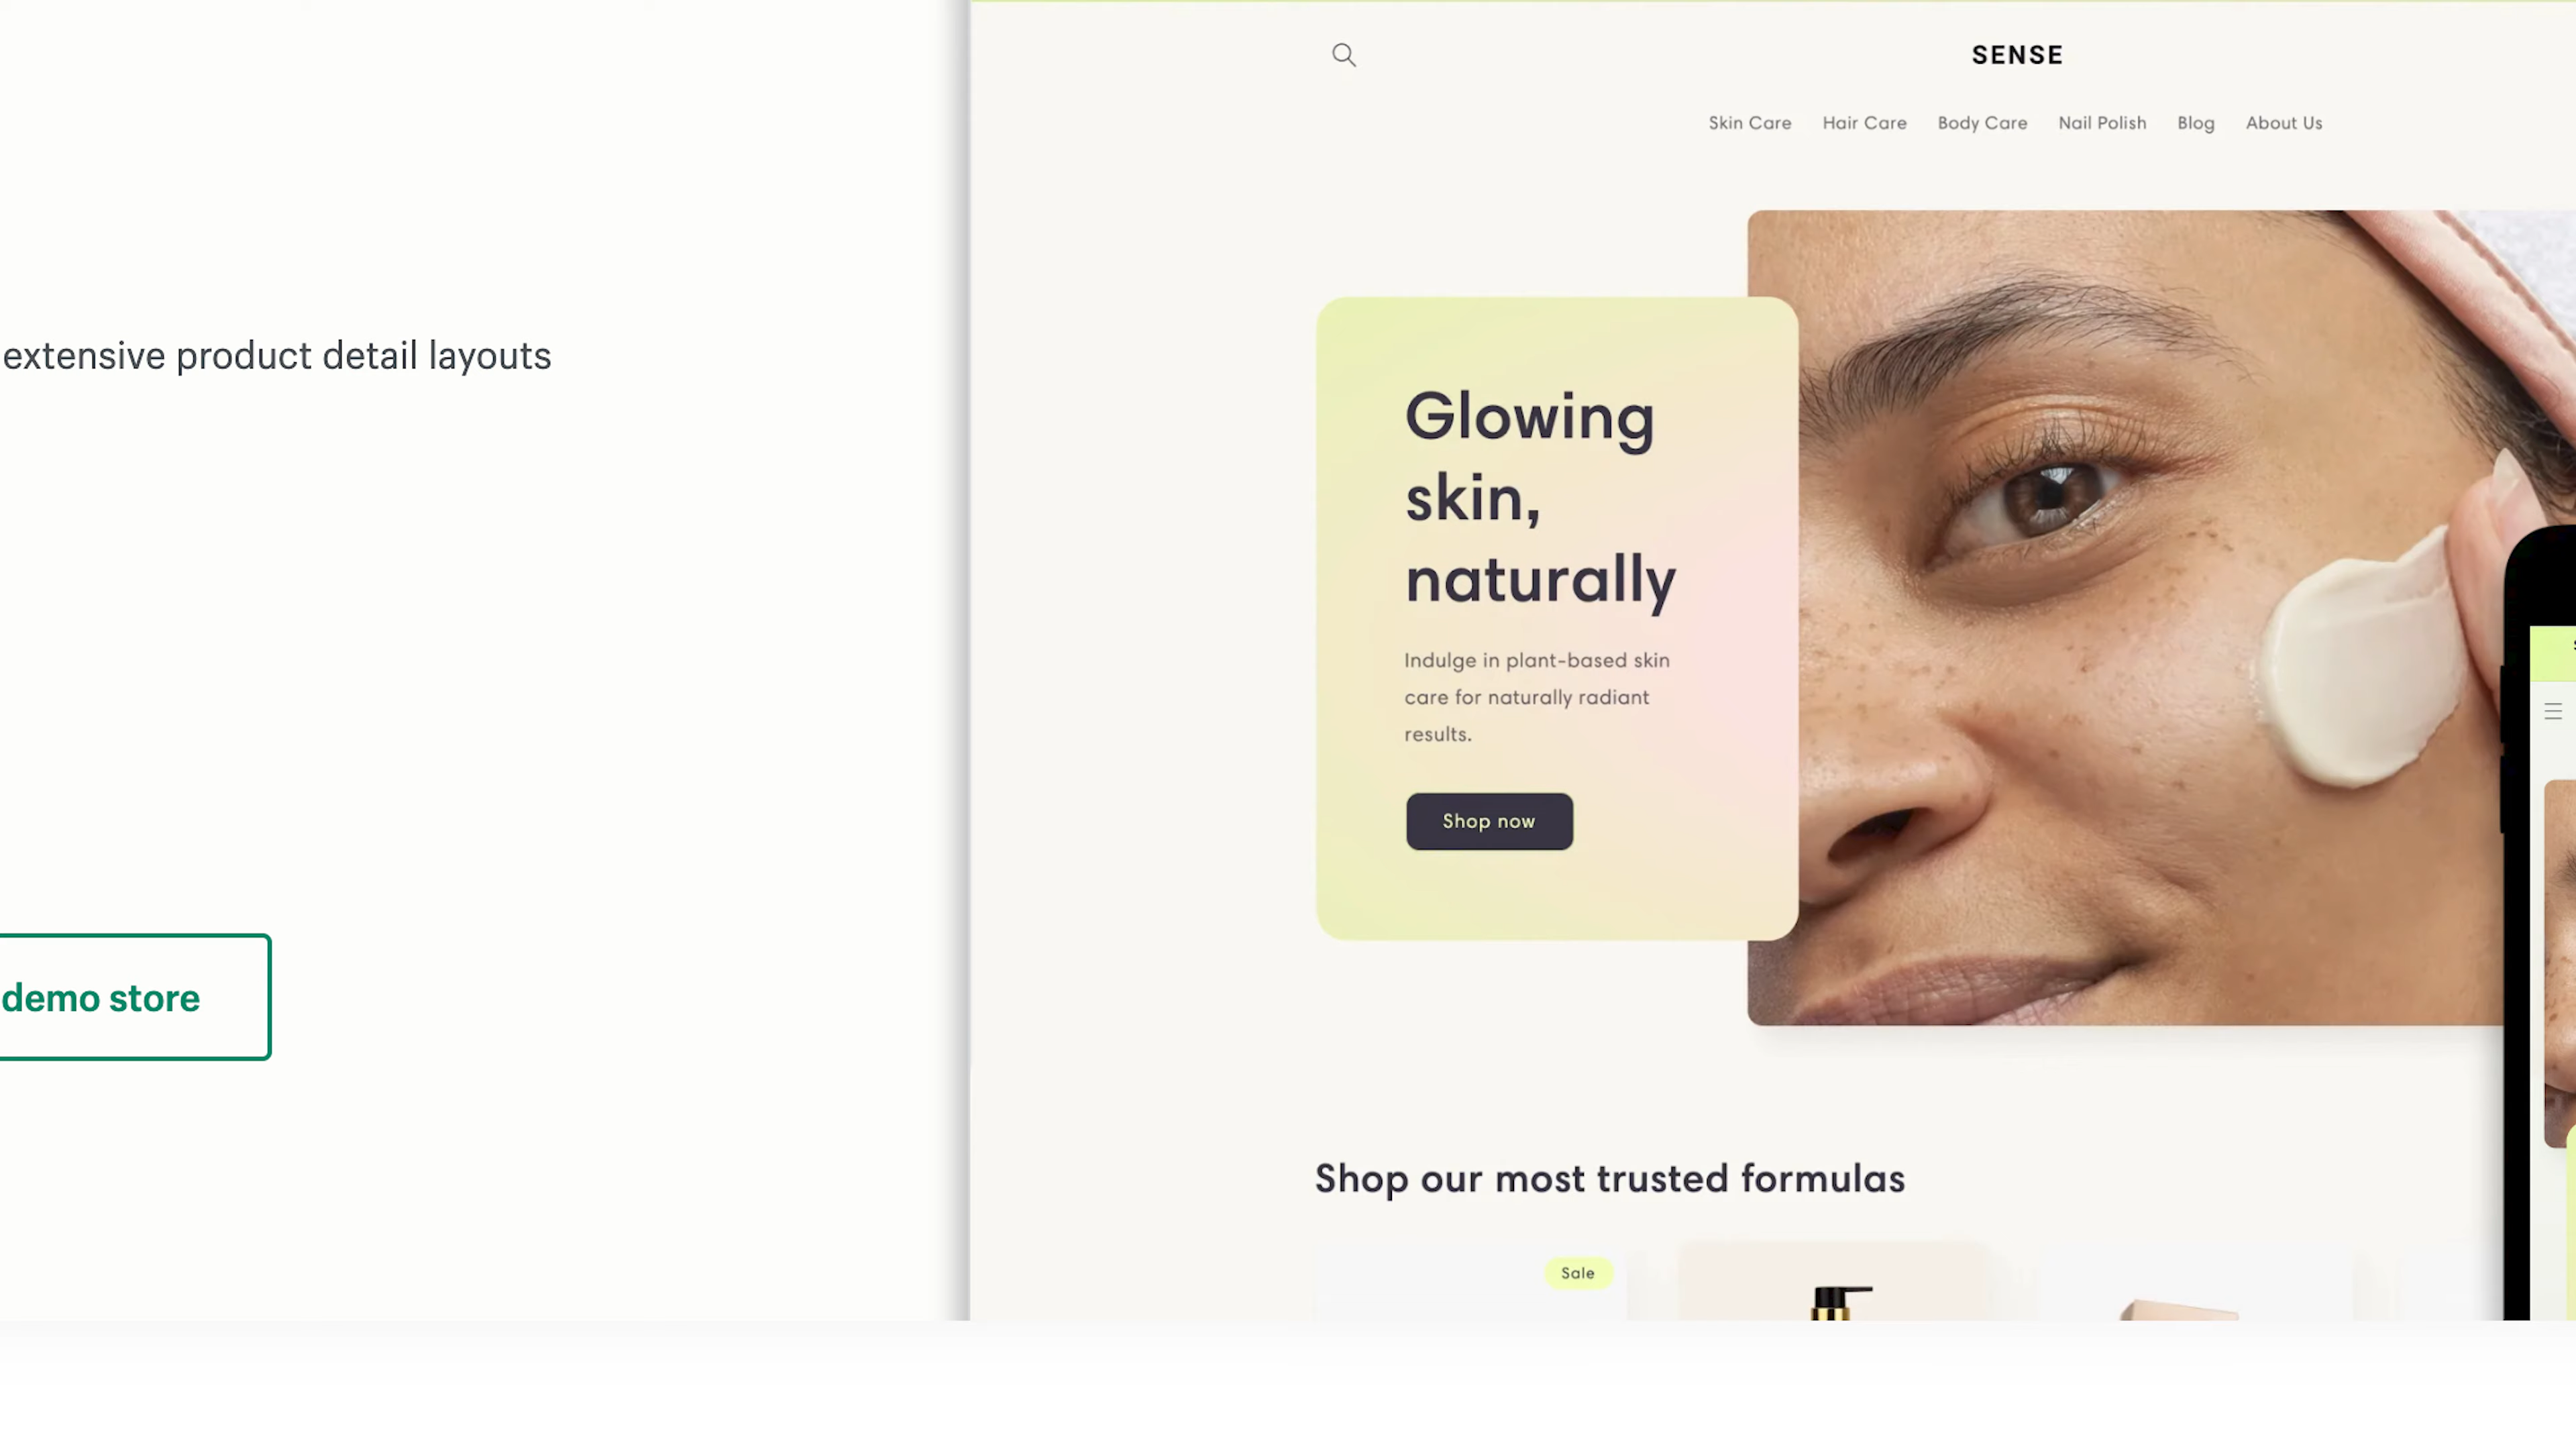 extensive product detail layouts
demo store
SENSE
Skin Care Hair Care Body Care Nail Polish Blog About Us
Glowing
skin,
naturally
Indulge in plant-based skin
care for naturally radiant
results.
Shop now
Shop our most trusted formulas
Sale